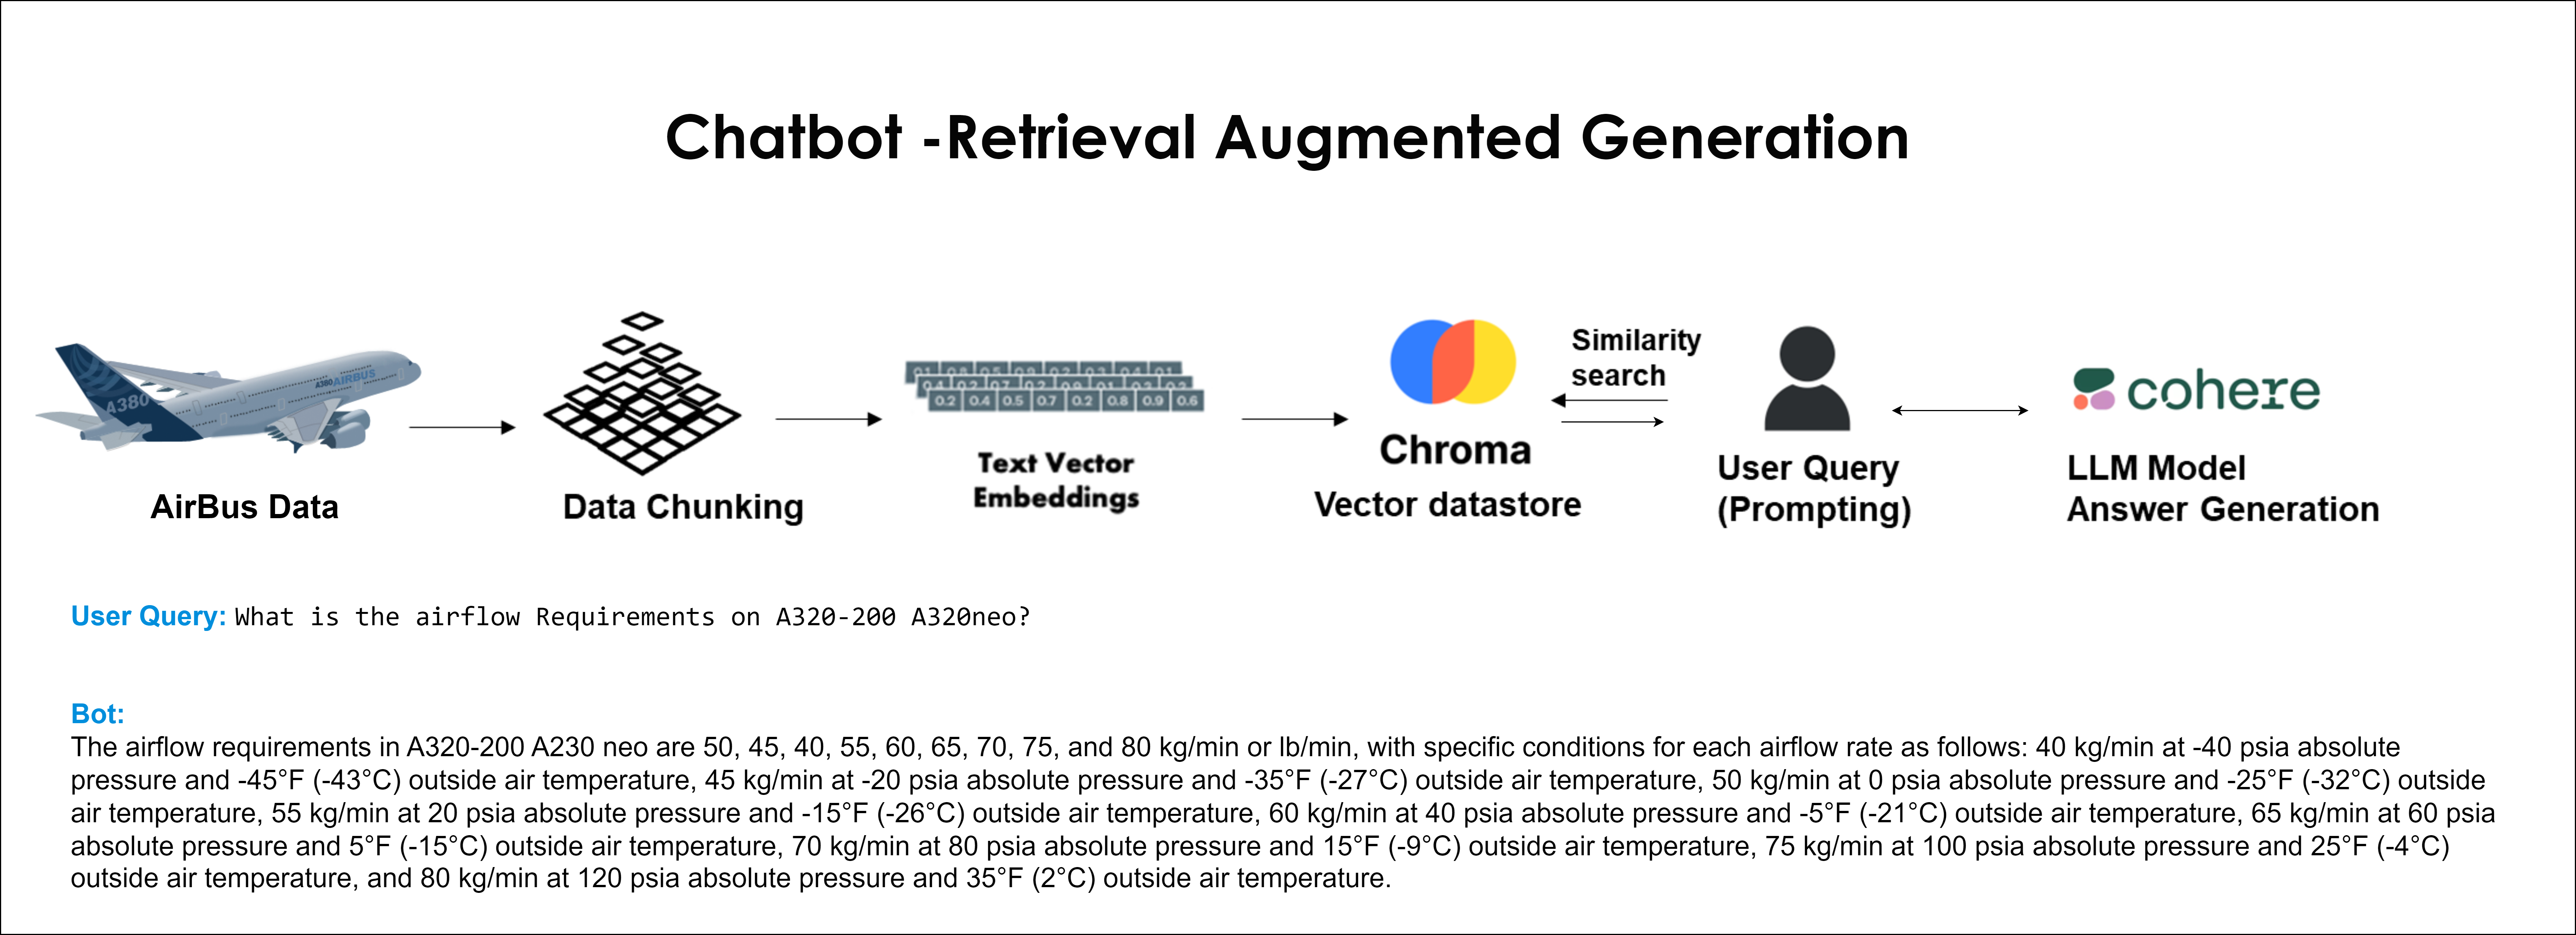 Chatbot -Retrieval Augmented Generation
A380
A380 AIRBUS
AirBus Data
Data Chunking
0.2 0.4 0.5 0.7 0.2 0.8 0.9 0.6
Text Vector
Embeddings
Chroma
Vector datastore
Similarity
search
User Query
(Prompting)
cohere
LLM Model
Answer Generation
User Query: What is the airflow Requirements on A320-200 A320neo?
Bot:
The airflow requirements in A320-200 A230 neo are 50, 45, 40, 55, 60, 65, 70, 75, and 80 kg/min or lb/min, with specific conditions for each airflow rate as follows: 40 kg/min at -40 psia absolute
pressure and -45°F (-43°C) outside air temperature, 45 kg/min at -20 psia absolute pressure and -35°F (-27°C) outside air temperature, 50 kg/min at 0 psia absolute pressure and -25°F (-32°C) outside
air temperature, 55 kg/min at 20 psia absolute pressure and -15°F (-26°C) outside air temperature, 60 kg/min at 40 psia absolute pressure and -5°F (-21°C) outside air temperature, 65 kg/min at 60 psia
absolute pressure and 5°F (-15°C) outside air temperature, 70 kg/min at 80 psia absolute pressure and 15°F (-9°C) outside air temperature, 75 kg/min at 100 psia absolute pressure and 25°F (-4°C)
outside air temperature, and 80 kg/min at 120 psia absolute pressure and 35°F (2°C) outside air temperature.